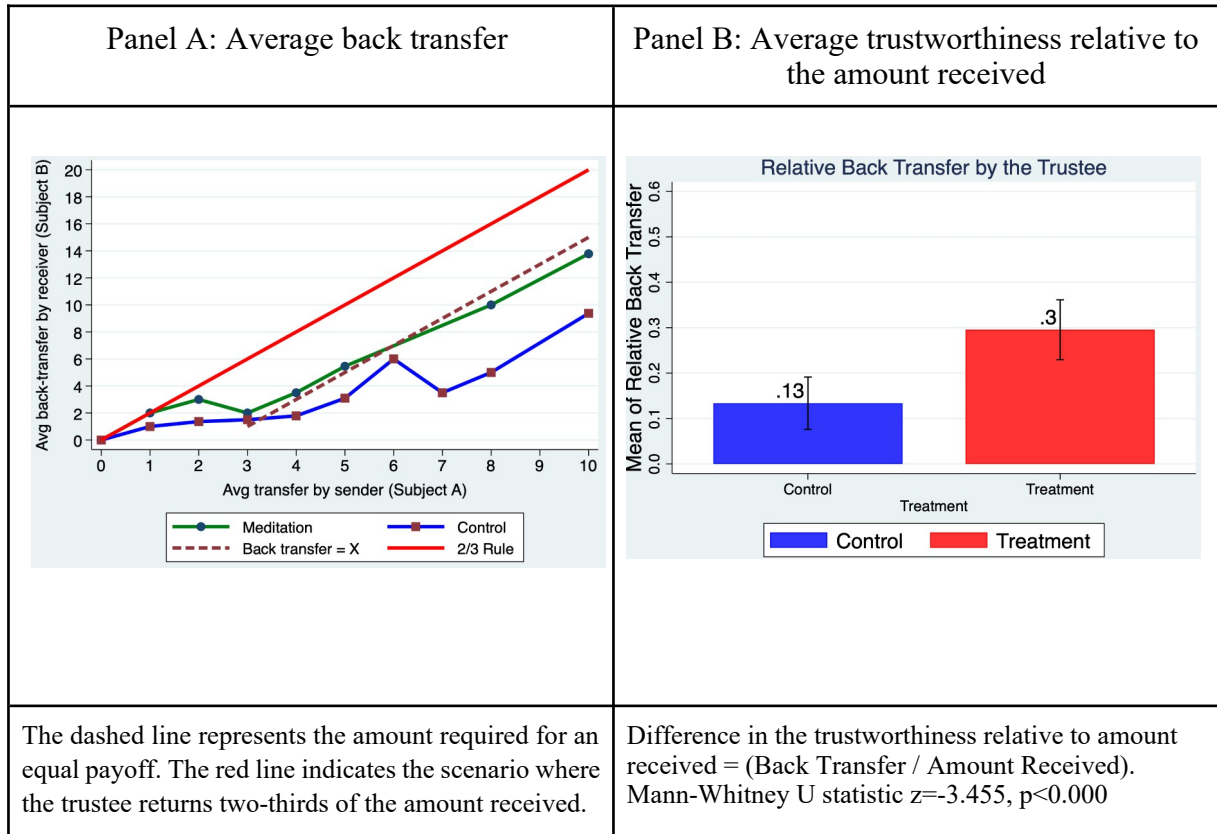 Panel A: Average back transfer
Panel B: Average trustworthiness relative to
the amount received
Avg back-transfer by receiver (Subject B)
20
18
16
14
12
10
8
6
4
2
0
0 1 2 3 4 5 6 7 8 9 10
Avg transfer by sender (Subject A)
Meditation Control
Back transfer = X 2/3 Rule
Relative Back Transfer by the Trustee
Mean of Relative Back Transfer
0.6
0.5
0.4
0.3
0.2
0.1
0.0
.13
.3
Control Treatment
Treatment
Control Treatment
The dashed line represents the amount required for an
equal payoff. The red line indicates the scenario where
the trustee returns two-thirds of the amount received.
Difference in the trustworthiness relative to amount
received = (Back Transfer / Amount Received).
Mann-Whitney U statistic z=-3.455, p<0.000